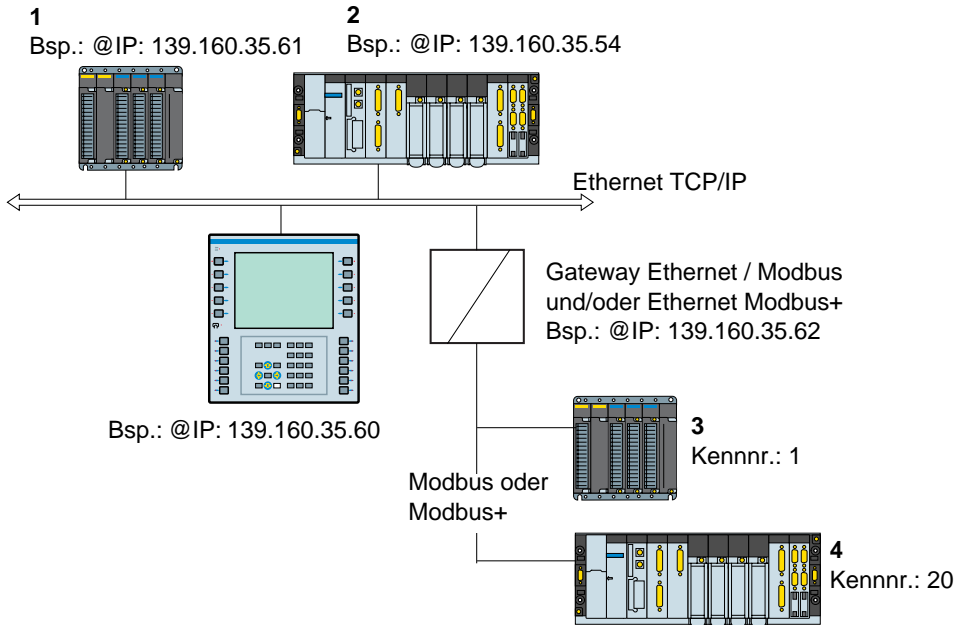 1
Bsp.: @IP: 139.160.35.61
2
Bsp.: @IP: 139.160.35.54
Ethernet TCP/IP
Gateway Ethernet / Modbus
und/oder Ethernet Modbus+
Bsp.: @IP: 139.160.35.62
Bsp.: @IP: 139.160.35.60
3
Kennnr.: 1
Modbus oder
Modbus+
4
Kennnr.: 20